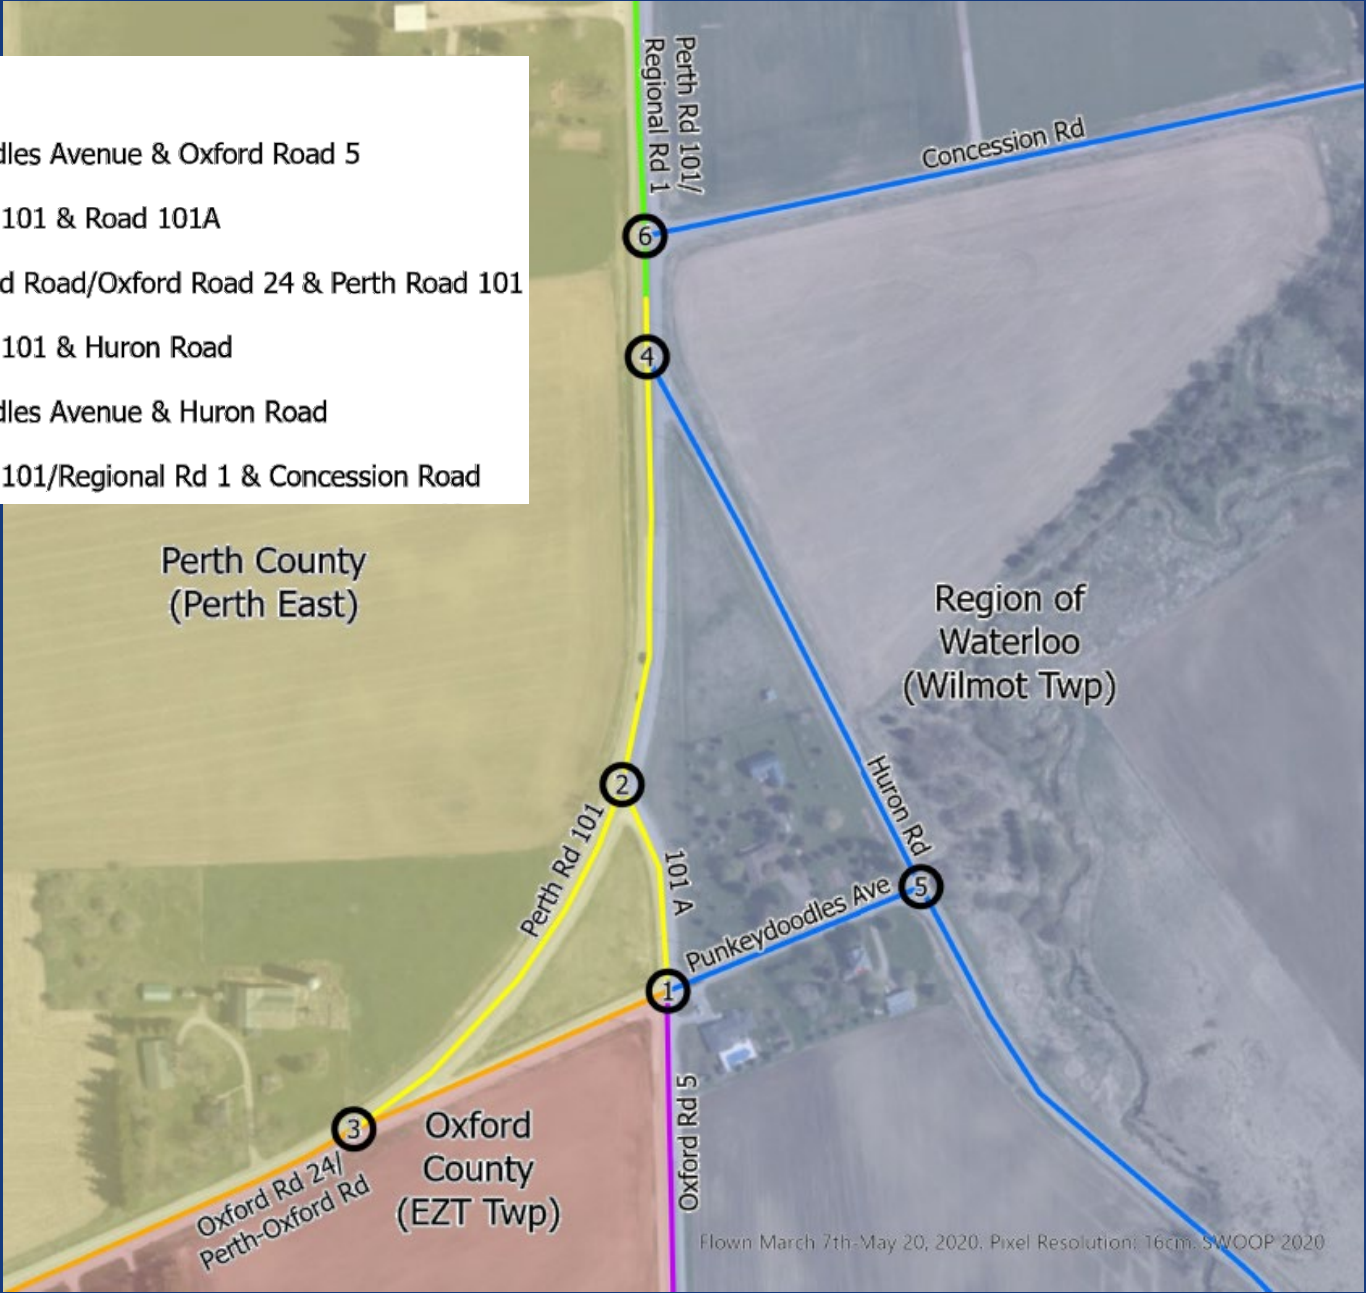 Perth Rd 101/
Regional Rd 1
Concession Rd
dles Avenue & Oxford Road 5
101 & Road 101A
d Road/Oxford Road 24 & Perth Road 101
101 & Huron Road
dles Avenue & Huron Road
101/Regional Rd 1 & Concession Road
6
4
Perth County
(Perth East)
Region of
Waterloo
(Wilmot Twp)
2
Huron Rd
Perth Rd 101
101 A
5
Punkeydoodles Ave
1
3
Oxford Rd 5
Oxford
County
(EZT Twp)
Oxford Rd 24/
Perth-Oxford Rd
Flown March 7th-May 20, 2020. Pixel Resolution: 16cm. SWOOP 2020